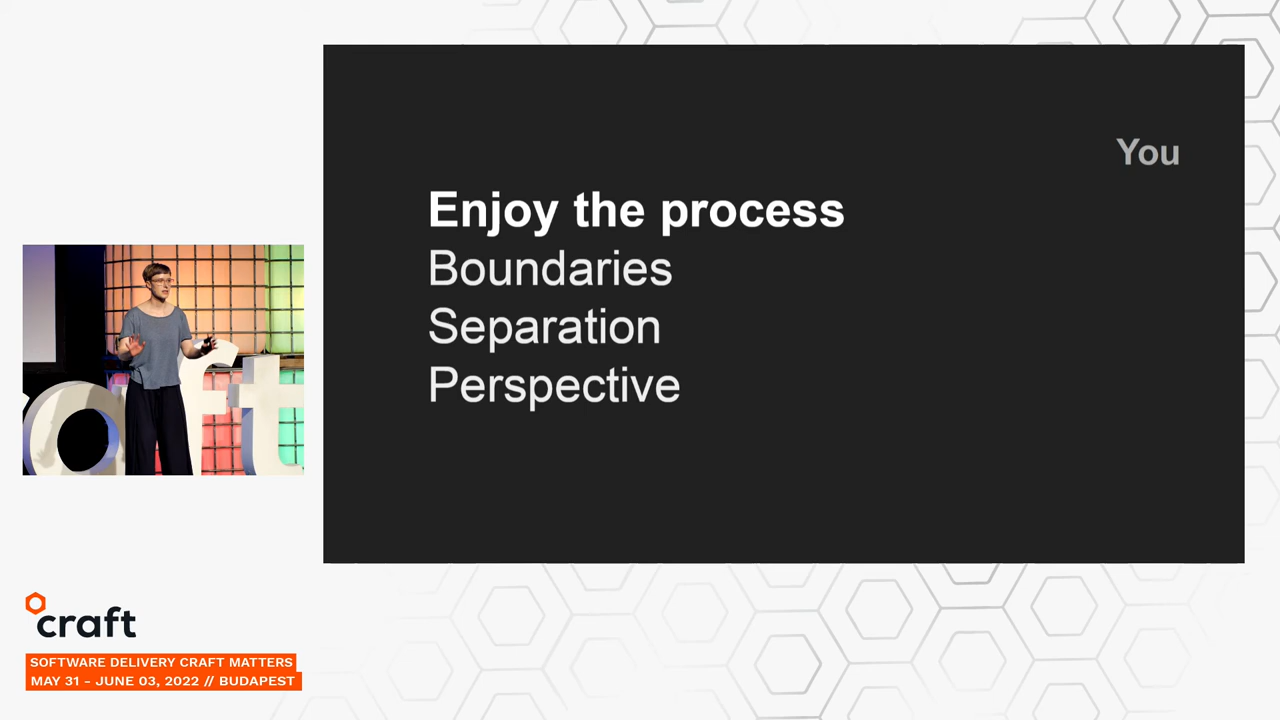 You
Enjoy the process
Boundaries
Separation
Perspective
craft
SOFTWARE DELIVERY CRAFT MATTERS
MAY 31 - JUNE 03, 2022 // BUDAPEST